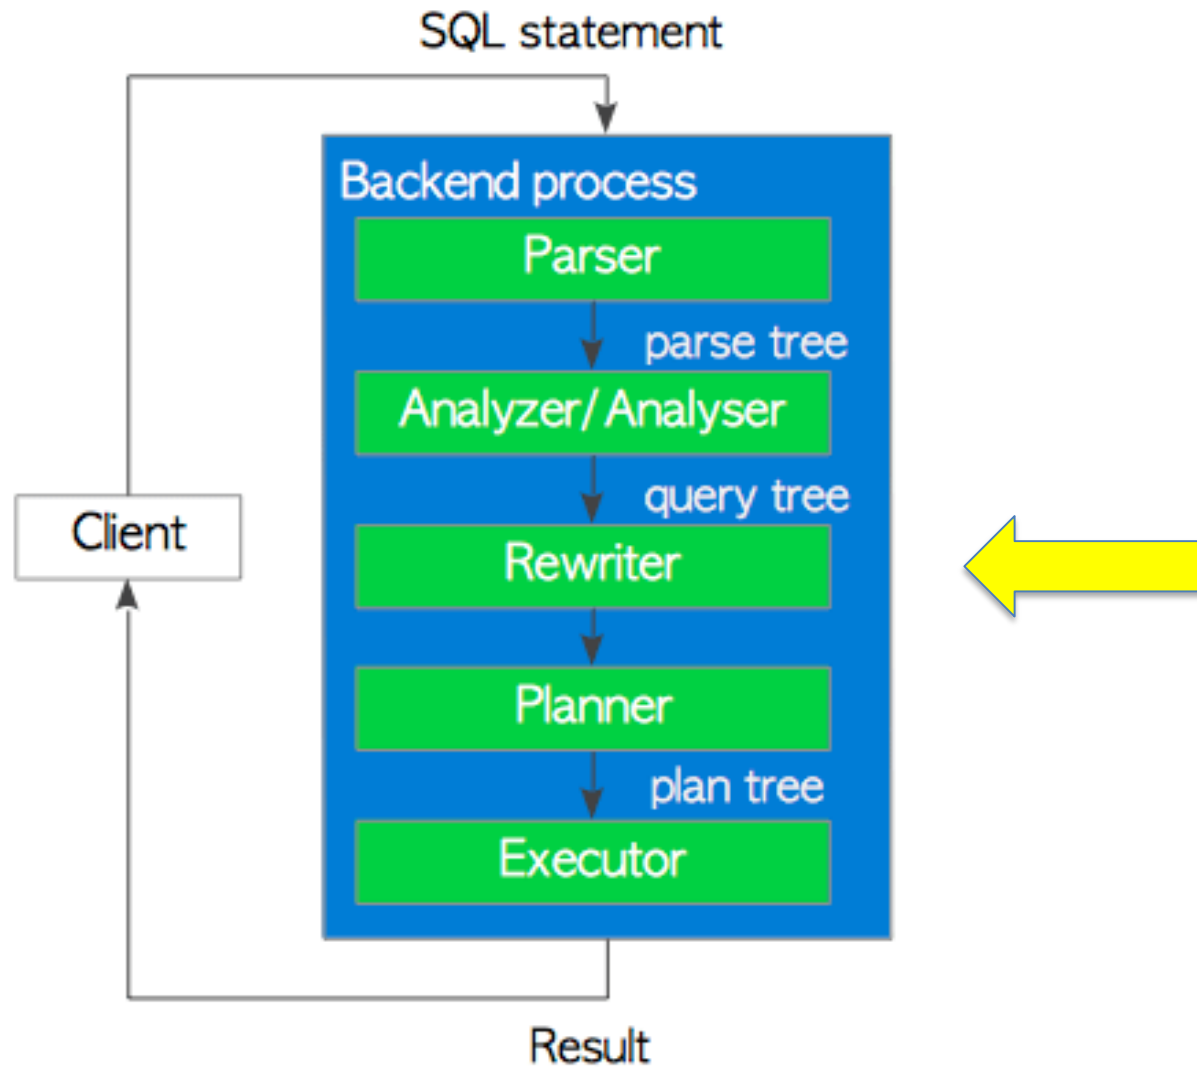 SQL statement
Backend process
Parser
parse tree
Analyzer/Analyser
query tree
Client
Rewriter
Planner
plan tree
Executor
Result